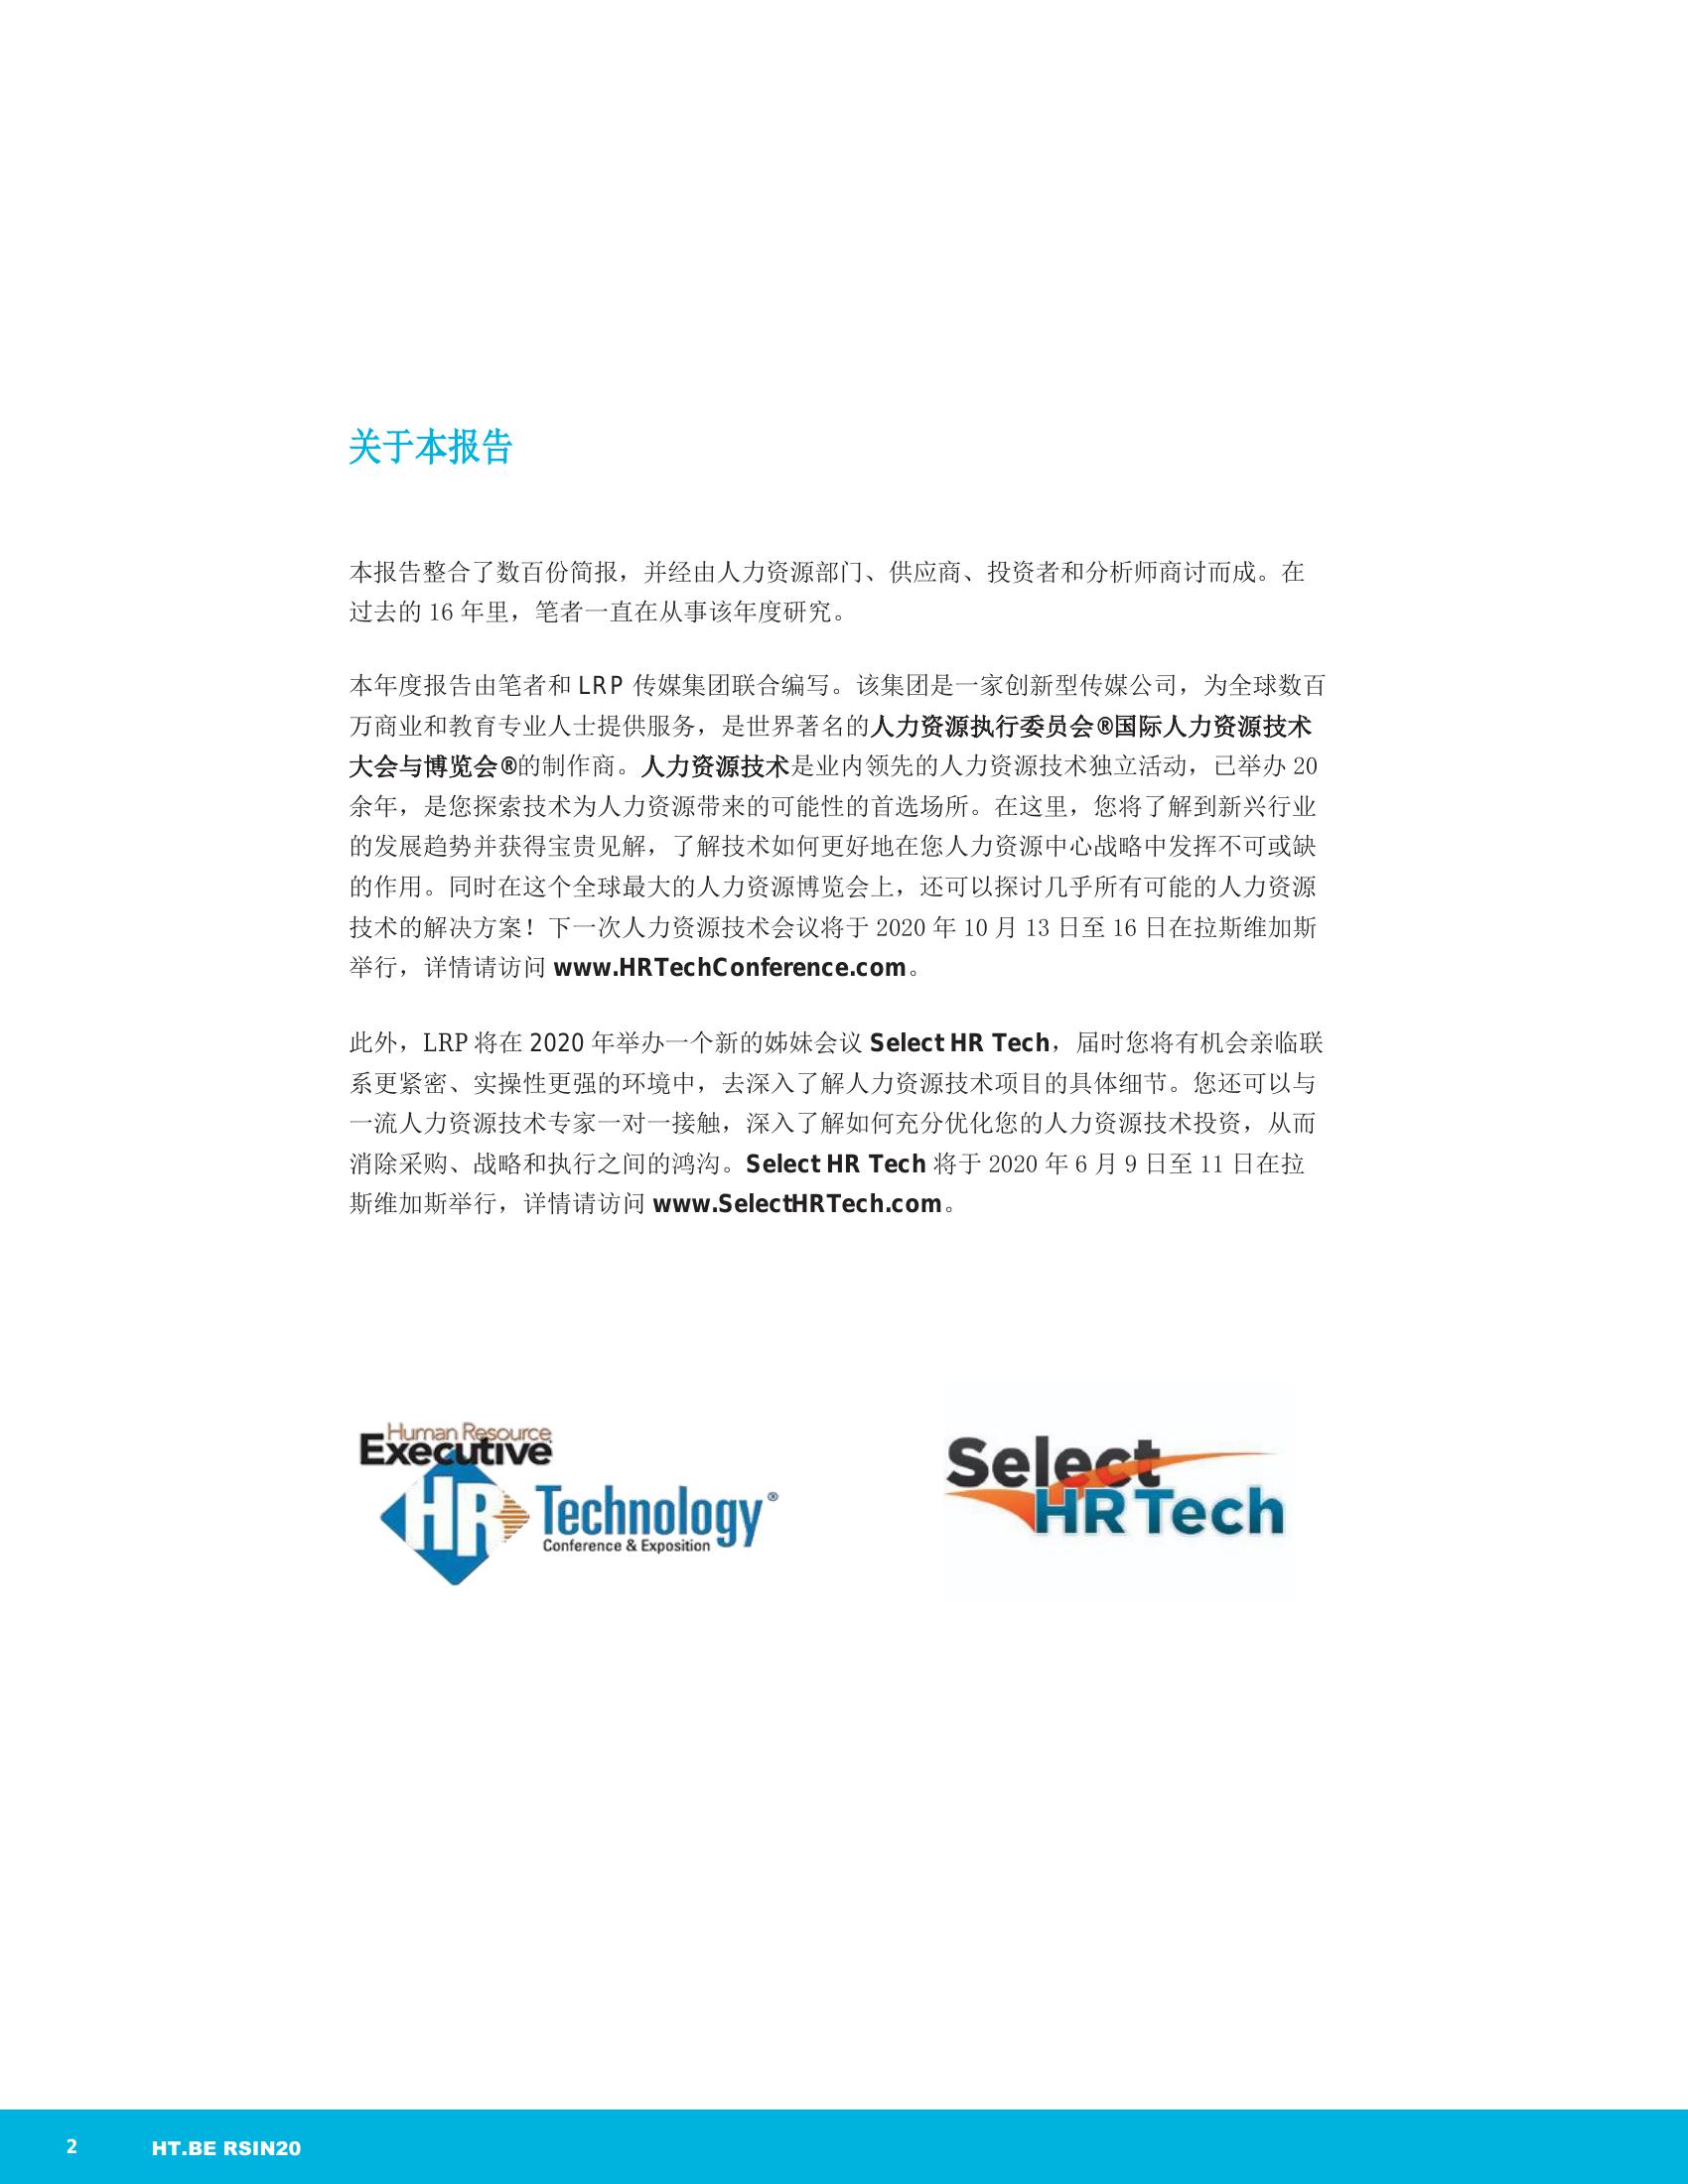 关于本报告
本报告整合了数百份简报，并经由人力资源部门、供应商、投资者和分析师商讨而成。在
过去的 16 年里，笔者一直在从事该年度研究。
本年度报告由笔者和 LRP 传媒集团联合编写。该集团是一家创新型传媒公司，为全球数百
万商业和教育专业人士提供服务，是世界著名的人力资源执行委员会®国际人力资源技术
大会与博览会®的制作商。人力资源技术是业内领先的人力资源技术独立活动，已举办 20
余年，是您探索技术为人力资源带来的可能性的首选场所。在这里，您将了解到新兴行业
的发展趋势并获得宝贵见解，了解技术如何更好地在您人力资源中心战略中发挥不可或缺
的作用。同时在这个全球最大的人力资源博览会上，还可以探讨几乎所有可能的人力资源
技术的解决方案！下一次人力资源技术会议将于 2020 年 10 月 13 日至 16 日在拉斯维加斯
举行，详情请访问 www.HRTechConference.com。
此外，LRP 将在 2020 年举办一个新的姊妹会议 Select HR Tech，届时您将有机会亲临联
系更紧密、实操性更强的环境中，去深入了解人力资源技术项目的具体细节。您还可以与
一流人力资源技术专家一对一接触，深入了解如何充分优化您的人力资源技术投资，从而
消除采购、战略和执行之间的鸿沟。Select HR Tech 将于 2020 年 6 月 9 日至 11 日在拉
斯维加斯举行，详情请访问 www.SelectHRTech.com。
Human Resource
Executive
HR Technology®
Conference & Exposition
Select
HR Tech
2 HT.BE RSIN20